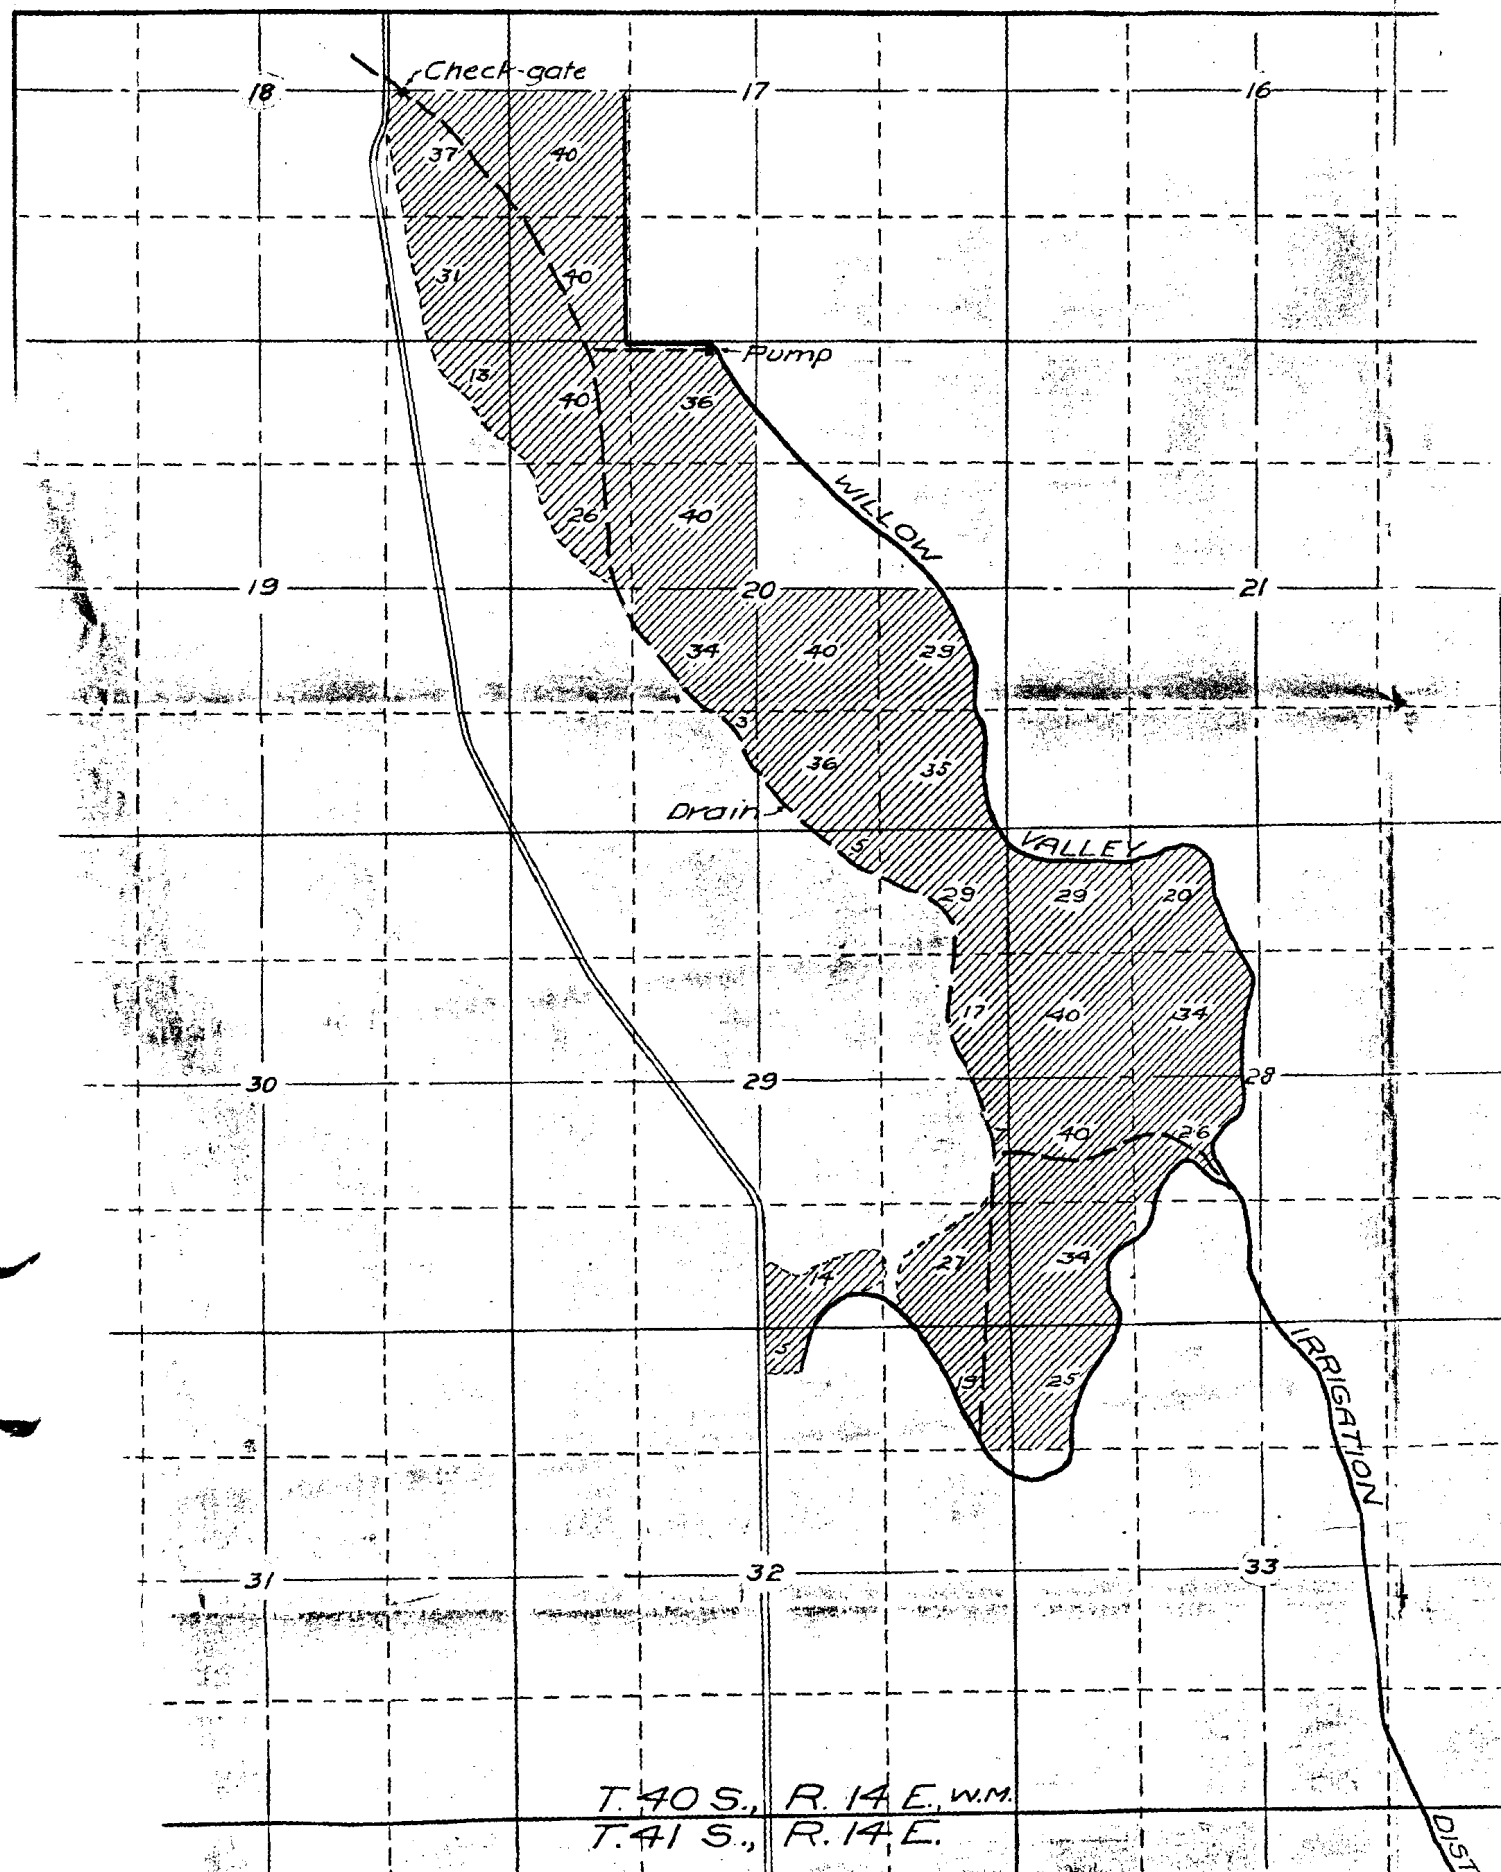 Check-gate
18 17 16
37 40
31 40
Pump
13 40 36
WILLOW
26 40
19 20 21
34 40 29
3
36 35
Drain
VALLEY
5
29 29 20
17 40 34
30 29 28
7 40 26
27 34
14
IRRIGATION
5
19 25
31 32 33
T. 40 S., R. 14 E., W.M.
T. 41 S., R. 14 E.
DIST